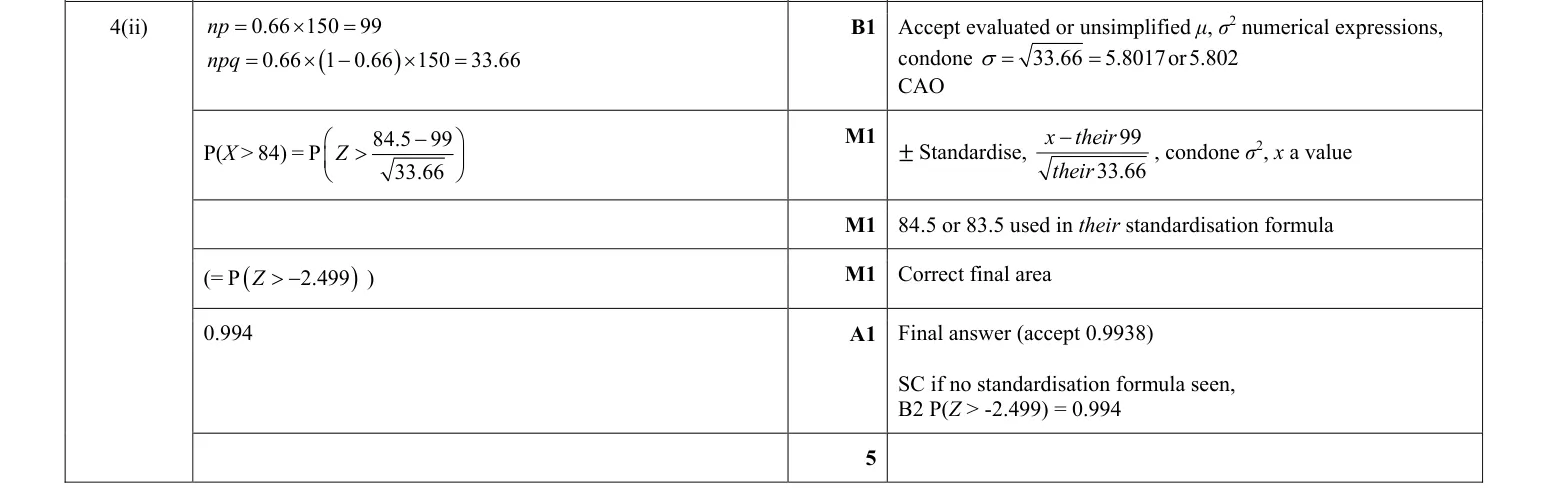 4(ii)
np = 0.66 × 150 = 99
npq = 0.66 × (1 − 0.66) × 150 = 33.66
B1
Accept evaluated or unsimplified μ, σ² numerical expressions,
condone σ = √33.66 = 5.8017 or 5.802
CAO
P(X > 84) = P(Z > (84.5 − 99)/√33.66)
M1
± Standardise, (x − their 99)/√(their 33.66), condone σ², x a value
M1
84.5 or 83.5 used in their standardisation formula
(= P(Z > −2.499) )
M1
Correct final area
0.994
A1
Final answer (accept 0.9938)
SC if no standardisation formula seen,
B2 P(Z > -2.499) = 0.994
5